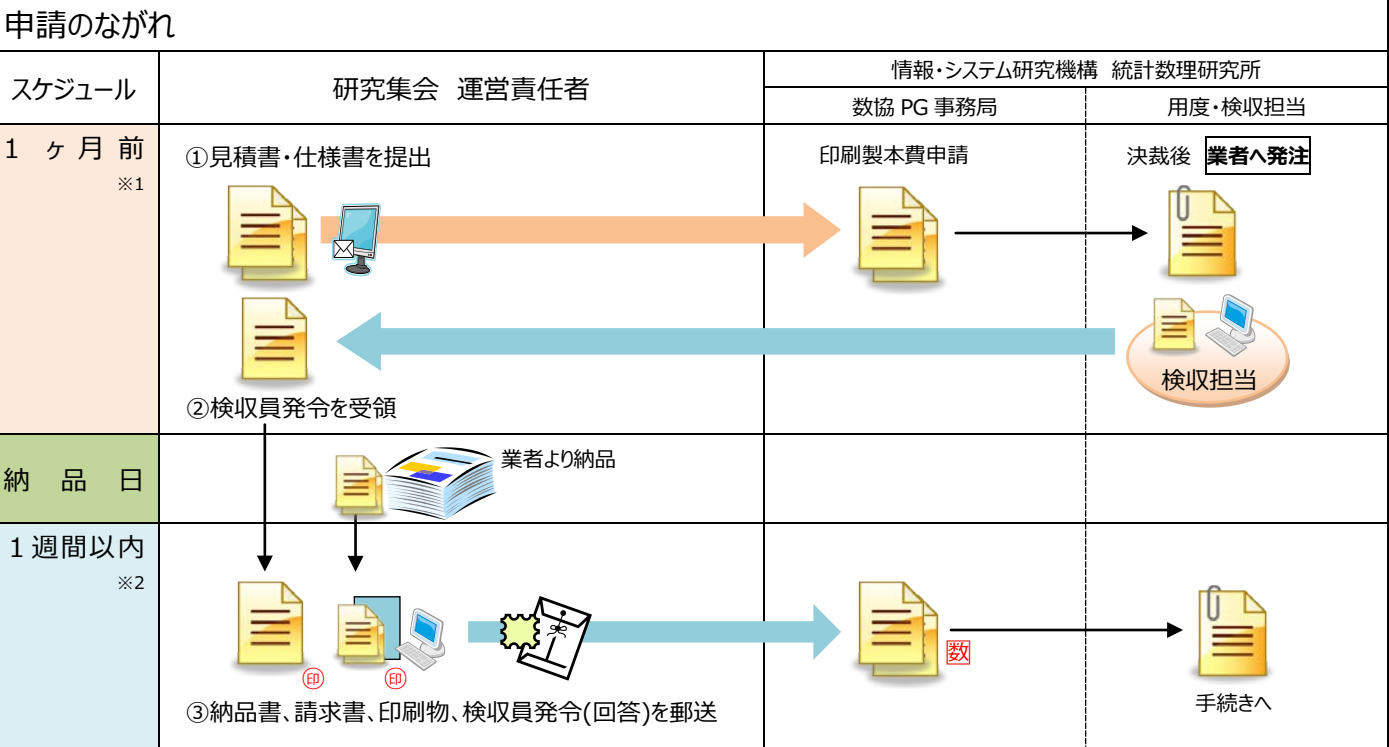 申請のながれ
スケジュール
研究集会 運営責任者
情報・システム研究機構 統計数理研究所
数協 PG 事務局
用度・検収担当
1 ヶ月前
※1
①見積書・仕様書を提出
印刷製本費申請
決裁後 業者へ発注
検収担当
②検収員発令を受領
納品日
業者より納品
1週間以内
※2
印
印
数
③納品書、請求書、印刷物、検収員発令(回答)を郵送
手続きへ